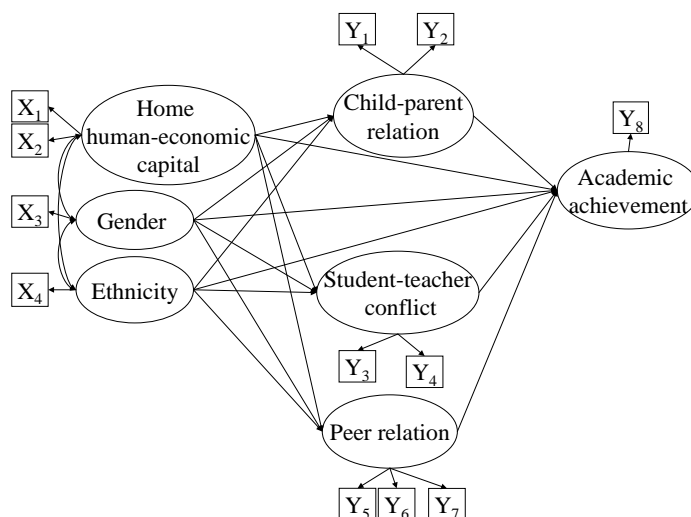 Y1
Y2
X1
X2
Home
human-economic
capital
Child-parent
relation
Y8
X3
Gender
Academic
achievement
X4
Ethnicity
Student-teacher
conflict
Y3
Y4
Peer relation
Y5
Y6
Y7